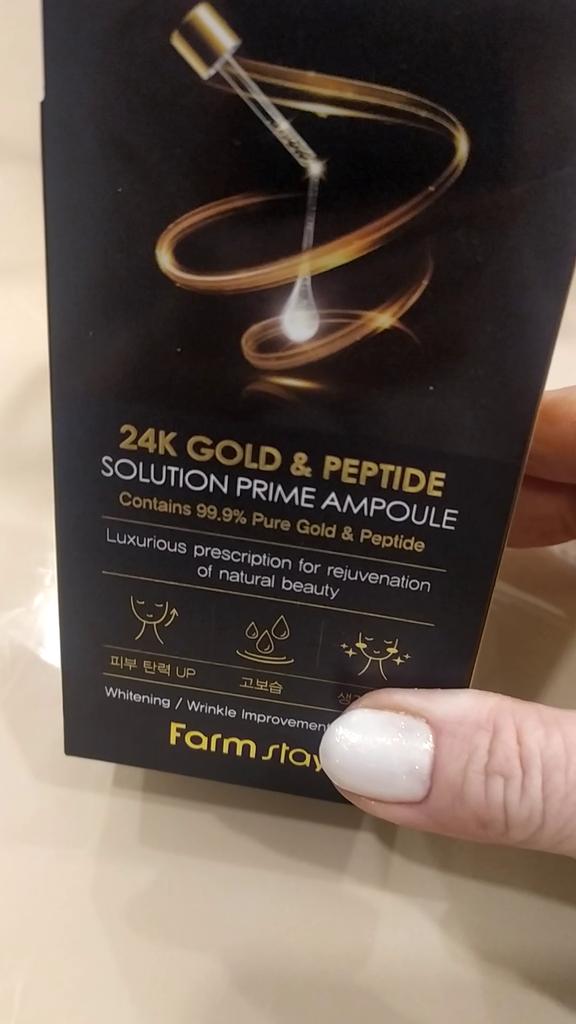 24K GOLD & PEPTIDE
SOLUTION PRIME AMPOULE
Contains 99.9% Pure Gold & Peptide
Luxurious prescription for rejuvenation
of natural beauty
피부 탄력 UP
고보습
Whitening / Wrinkle Improvement
Farmstay